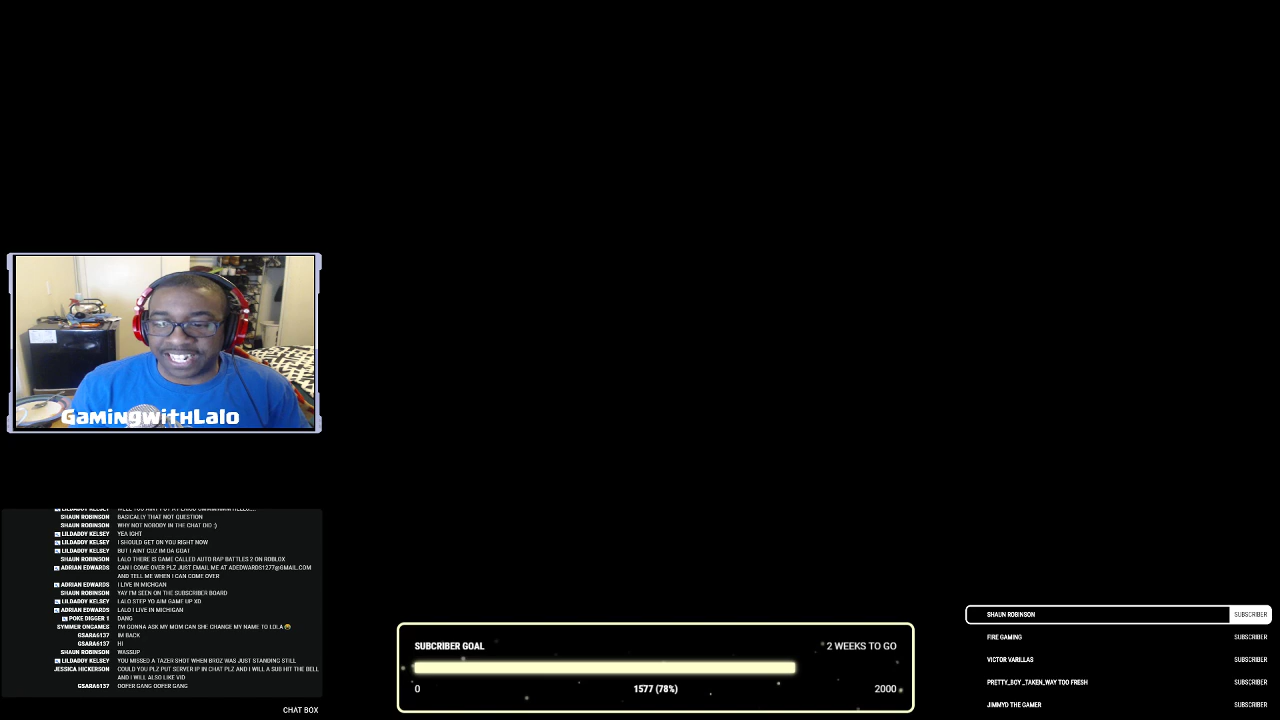 GamingwithLalo
SHAUN ROBINSON BASICALLY THAT NOT QUESTION
SHAUN ROBINSON WHY NOT NOBODY IN THE CHAT DID :)
LILDADDY KELSEY YEA IGHT
LILDADDY KELSEY I SHOULD GET ON YOU RIGHT NOW
LILDADDY KELSEY BUT I AINT CUZ IM DA GOAT
SHAUN ROBINSON LALO THERE IS GAME CALLED AUTO RAP BATTLES 2 ON ROBLOX
ADRIAN EDWARDS CAN I COME OVER PLZ JUST EMAIL ME AT ADEDWARDS1277@GMAIL.COM
AND TELL ME WHEN I CAN COME OVER
ADRIAN EDWARDS I LIVE IN MICHGAN
SHAUN ROBINSON YAY I'M SEEN ON THE SUBSCRIBER BOARD
LILDADDY KELSEY LALO STEP YO AIM GAME UP XD
ADRIAN EDWARDS LALO I LIVE IN MICHIGAN
POKE DIGGER 1 DANG
SYMMER ONGAMES I'M GONNA ASK MY MOM CAN SHE CHANGE MY NAME TO LOLA
GSARA6137 IM BACK
GSARA6137 HI
SHAUN ROBINSON WASSUP
LILDADDY KELSEY YOU MISSED A TAZER SHOT WHEN BROZ WAS JUST STANDING STILL
JESSICA HICKERSON COULD YOU PLZ PUT SERVER IP IN CHAT PLZ AND I WILL A SUB HIT THE BELL
AND I WILL ALSO LIKE VID
GSARA6137 OOFER GANG OOFER GANG
CHAT BOX
SUBCRIBER GOAL 2 WEEKS TO GO
0 1577 (78%) 2000
SHAUN ROBINSON SUBSCRIBER
FIRE GAMING SUBSCRIBER
VICTOR VARILLAS SUBSCRIBER
PRETTY_BOY _TAKEN_WAY TOO FRESH SUBSCRIBER
JIMMYD THE GAMER SUBSCRIBER